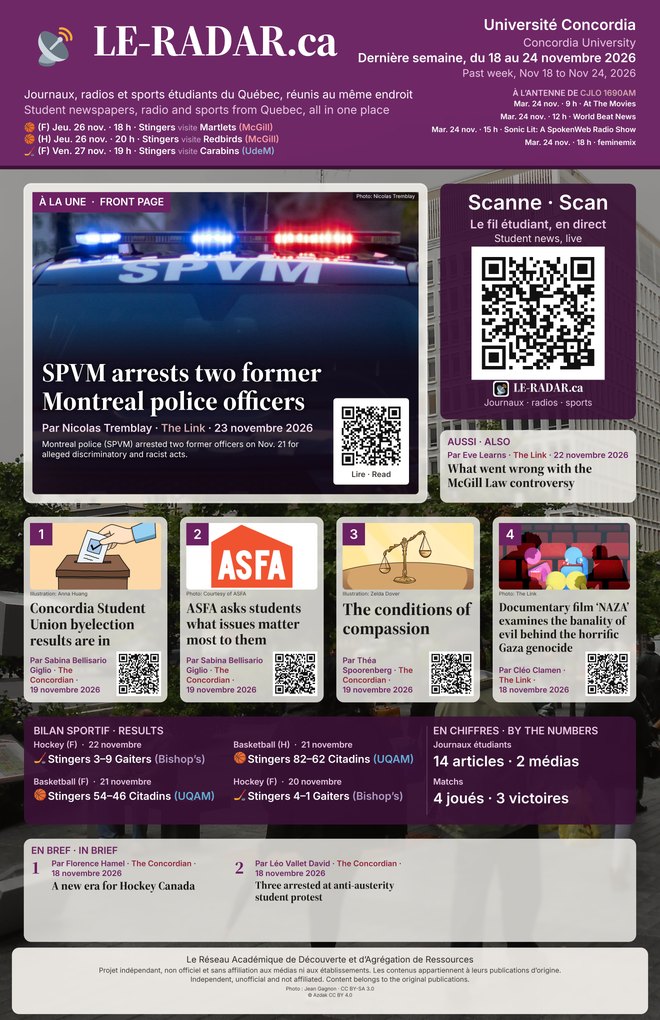 LE-RADAR.ca
Université Concordia
Concordia University
Dernière semaine, du 18 au 24 novembre 2026
Past week, Nov 18 to Nov 24, 2026
Journaux, radios et sports étudiants du Québec, réunis au même endroit
Student newspapers, radio and sports from Quebec, all in one place
(F) Jeu. 26 nov. · 18 h · Stingers visite Martlets (McGill)
(H) Jeu. 26 nov. · 20 h · Stingers visite Redbirds (McGill)
(F) Ven. 27 nov. · 19 h · Stingers visite Carabins (UdeM)
À L'ANTENNE DE CJLO 1690AM
Mar. 24 nov. · 9 h · At The Movies
Mar. 24 nov. · 12 h · World Beat News
Mar. 24 nov. · 15 h · Sonic Lit: A SpokenWeb Radio Show
Mar. 24 nov. · 18 h · feminemix
À LA UNE · FRONT PAGE
Photo: Nicolas Tremblay
SPVM
SPVM arrests two former
Montreal police officers
Par Nicolas Tremblay · The Link · 23 novembre 2026
Montreal police (SPVM) arrested two former officers on Nov. 21 for
alleged discriminatory and racist acts.
Lire · Read
Scanne · Scan
Le fil étudiant, en direct
Student news, live
LE-RADAR.ca
Journaux · radios · sports
AUSSI · ALSO
Par Eve Learns · The Link · 22 novembre 2026
What went wrong with the
McGill Law controversy
1
Illustration: Anna Huang
Concordia Student
Union byelection
results are in
Par Sabina Bellisario
Giglio · The
Concordian ·
19 novembre 2026
2
ASFA
Photo: Courtesy of ASFA
ASFA asks students
what issues matter
most to them
Par Sabina Bellisario
Giglio · The
Concordian ·
19 novembre 2026
3
Illustration: Zelda Dover
The conditions of
compassion
Par Théa
Spoorenberg · The
Concordian ·
19 novembre 2026
4
Photo: The Link
Documentary film ‘NAZA’
examines the banality of
evil behind the horrific
Gaza genocide
Par Cléo Clamen ·
The Link ·
18 novembre 2026
BILAN SPORTIF · RESULTS
Hockey (F) · 22 novembre
Stingers 3–9 Gaiters (Bishop's)
Basketball (H) · 21 novembre
Stingers 82–62 Citadins (UQAM)
Basketball (F) · 21 novembre
Stingers 54–46 Citadins (UQAM)
Hockey (F) · 20 novembre
Stingers 4–1 Gaiters (Bishop's)
EN CHIFFRES · BY THE NUMBERS
Journaux étudiants
14 articles · 2 médias
Matchs
4 joués · 3 victoires
EN BREF · IN BRIEF
1
Par Florence Hamel · The Concordian ·
18 novembre 2026
A new era for Hockey Canada
2
Par Léo Vallet David · The Concordian ·
18 novembre 2026
Three arrested at anti-austerity
student protest
Le Réseau Académique de Découverte et d'Agrégation de Ressources
Projet indépendant, non officiel et sans affiliation aux médias ni aux établissements. Les contenus appartiennent à leurs publications d'origine.
Independent, unofficial and not affiliated. Content belongs to the original publications.
Photo : Jean Gagnon · CC BY-SA 3.0
© Azdak CC BY 4.0